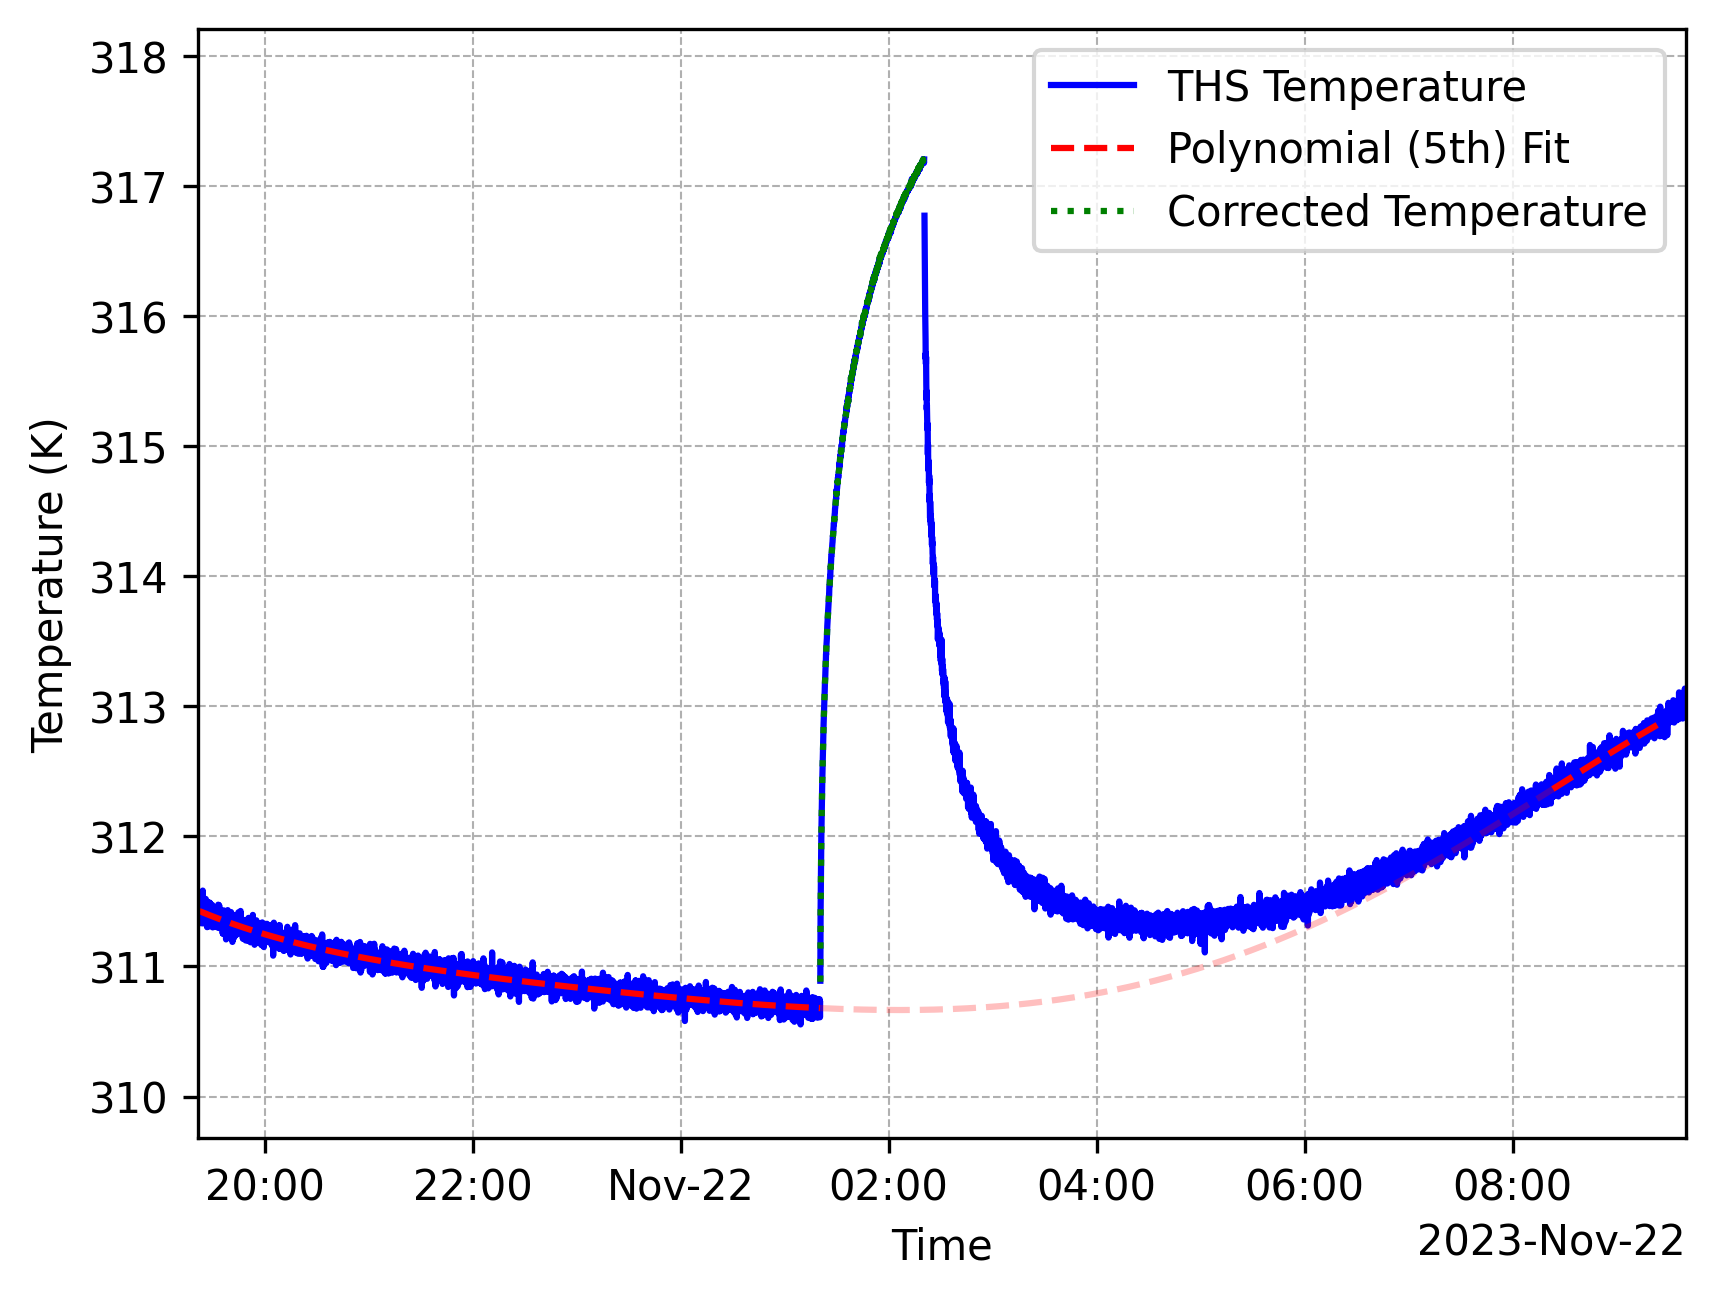 318
317
316
315
314
313
312
311
310
Temperature (K)
THS Temperature
Polynomial (5th) Fit
Corrected Temperature
20:00 22:00 Nov-22 02:00 04:00 06:00 08:00
2023-Nov-22
Time